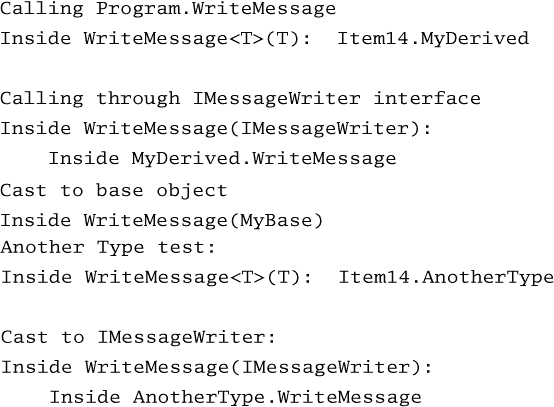 Calling Program.WriteMessage
Inside WriteMessage<T>(T):  Item14.MyDerived
Calling through IMessageWriter interface
Inside WriteMessage(IMessageWriter):
    Inside MyDerived.WriteMessage
Cast to base object
Inside WriteMessage(MyBase)
Another Type test:
Inside WriteMessage<T>(T):  Item14.AnotherType
Cast to IMessageWriter:
Inside WriteMessage(IMessageWriter):
    Inside AnotherType.WriteMessage